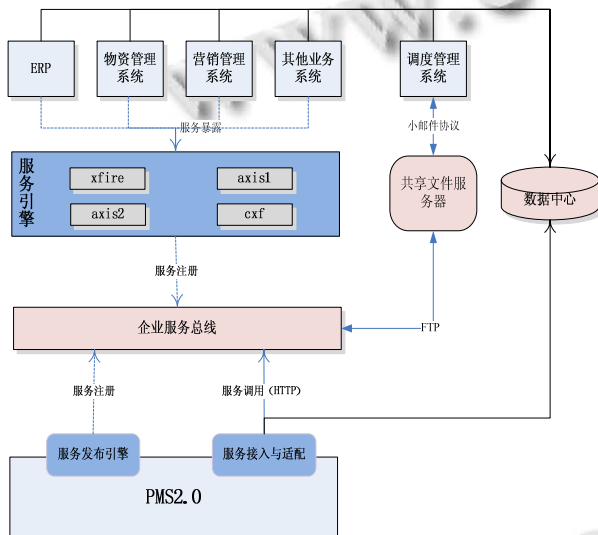 ERP
物资管理
系统
营销管理
系统
其他业务
系统
调度管理
系统
服务暴露
小邮件协议
服务引擎
xfire
axis1
axis2
cxf
共享文件服
务器
数据中心
服务注册
企业服务总线
FTP
服务注册
服务调用（HTTP）
服务发布引擎
服务接入与适配
PMS2.0